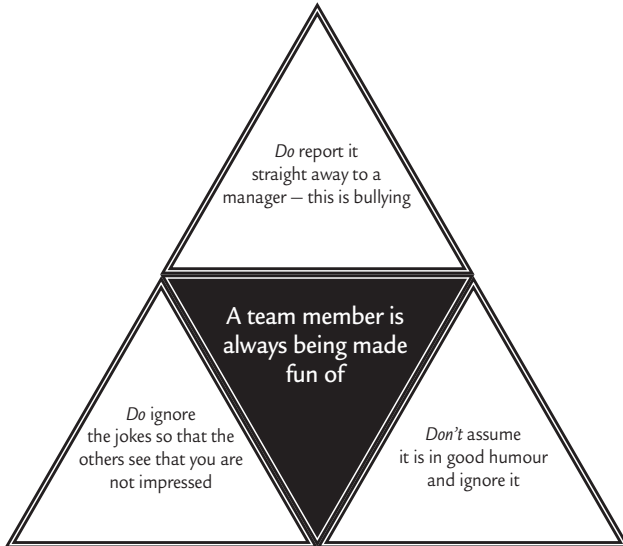 Do report it
straight away to a
manager — this is bullying
A team member is
always being made
fun of
Do ignore
the jokes so that the
others see that you are
not impressed
Don't assume
it is in good humour
and ignore it